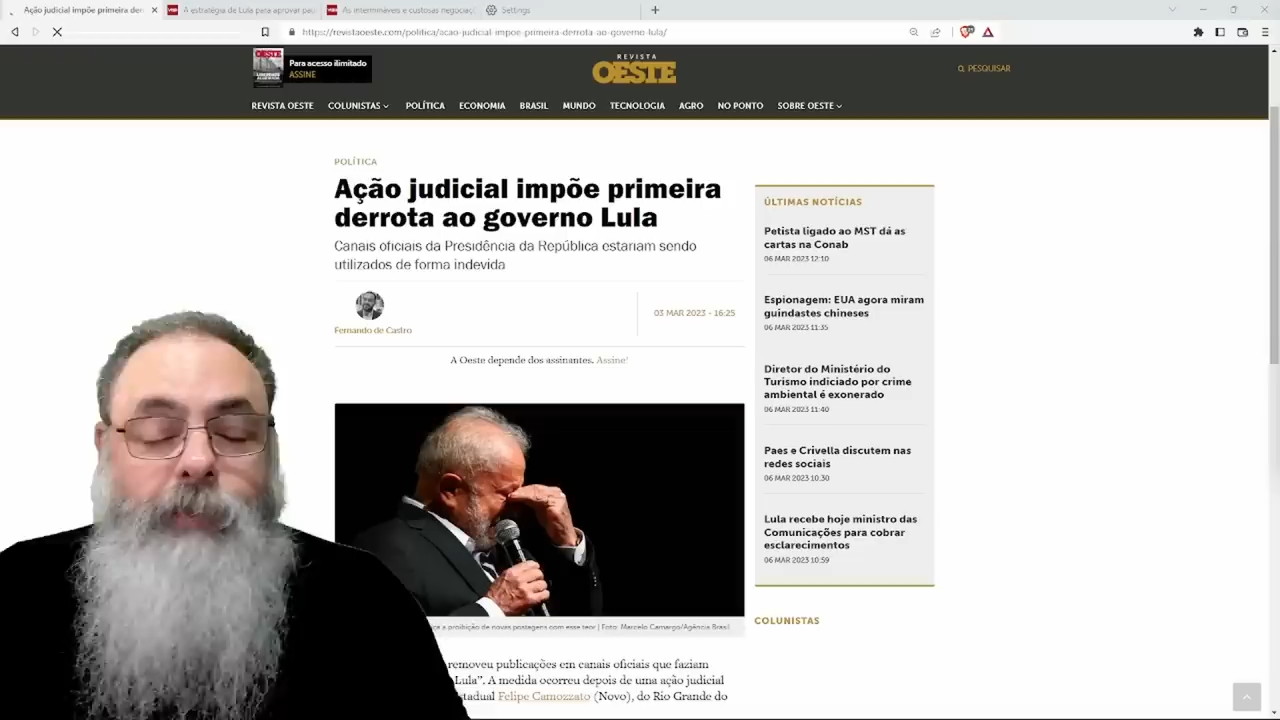 Ação judicial impõe primeira der
A estratégia de Lula para aprovar pa
As intermináveis e custosas negociaç
Settings
https://revistaoeste.com/politica/acao-judicial-impoe-primeira-derrota-ao-governo-lula/
OESTE
Para acesso ilimitado
ASSINE
REVISTA
OESTE
PESQUISAR
REVISTA OESTE COLUNISTAS POLÍTICA ECONOMIA BRASIL MUNDO TECNOLOGIA AGRO NO PONTO SOBRE OESTE
POLÍTICA
Ação judicial impõe primeira
derrota ao governo Lula
Canais oficiais da Presidência da República estariam sendo
utilizados de forma indevida
Fernando de Castro
03 MAR 2023 - 16:25
A Oeste depende dos assinantes. Assine!
a proibição de novas postagens com esse teor | Foto: Marcelo Camargo/Agência Brasil
removeu publicações em canais oficiais que faziam
Lula”. A medida ocorreu depois de uma ação judicial
stadual Felipe Camozzato (Novo), do Rio Grande do
ÚLTIMAS NOTÍCIAS
Petista ligado ao MST dá as
cartas na Conab
06 MAR 2023 12:10
Espionagem: EUA agora miram
guindastes chineses
06 MAR 2023 11:35
Diretor do Ministério do
Turismo indiciado por crime
ambiental é exonerado
06 MAR 2023 11:40
Paes e Crivella discutem nas
redes sociais
06 MAR 2023 10:30
Lula recebe hoje ministro das
Comunicações para cobrar
esclarecimentos
06 MAR 2023 10:59
COLUNISTAS